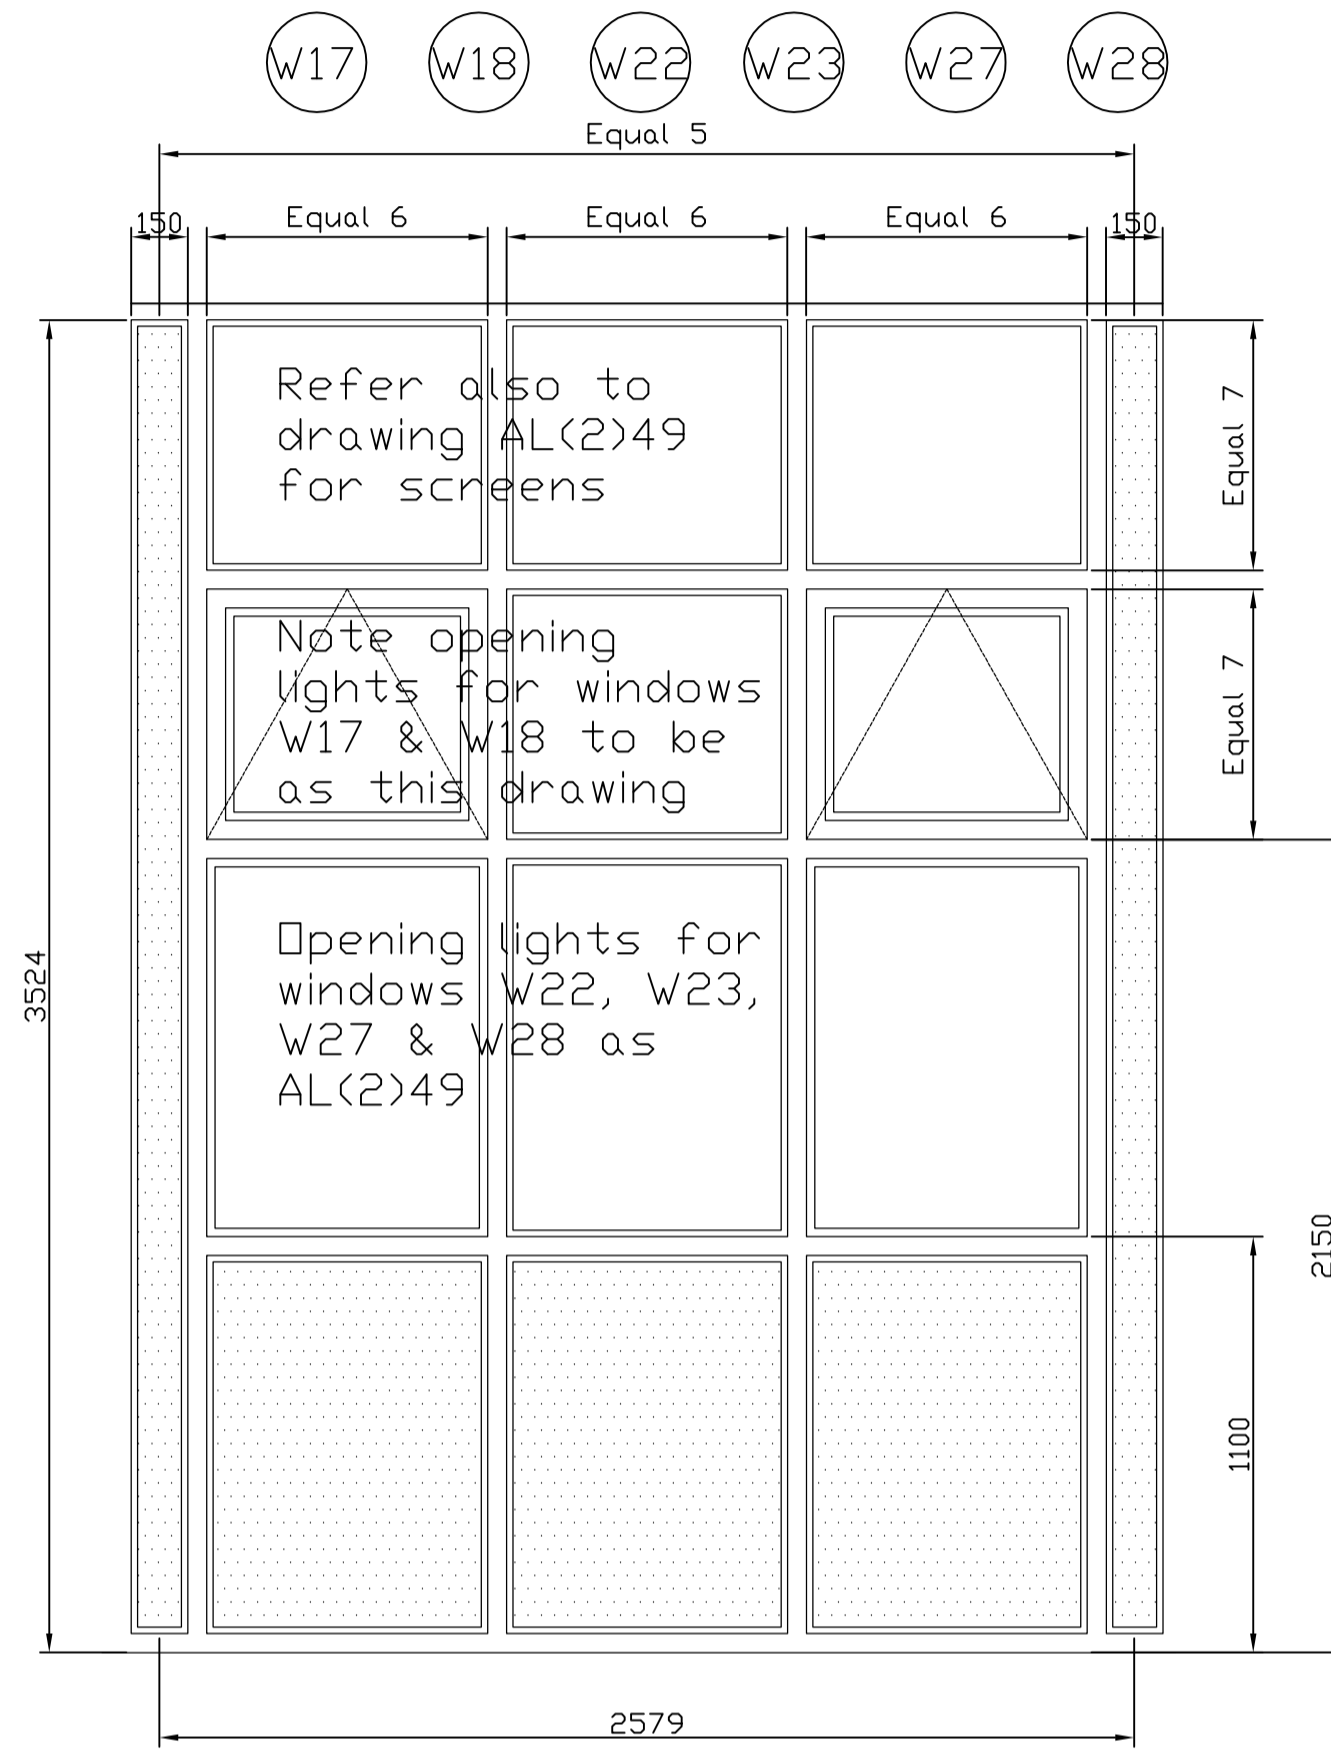 W17 W18 W22 W23 W27 W28
Equal 5
150 Equal 6 Equal 6 Equal 6 150
Refer also to
drawing AL(2)49
for screens
Equal 7
Note opening
lights for windows
W17 & W18 to be
as this drawing
Equal 7
Opening lights for
windows W22, W23,
W27 & W28 as
AL(2)49
3524
2150
1100
2579